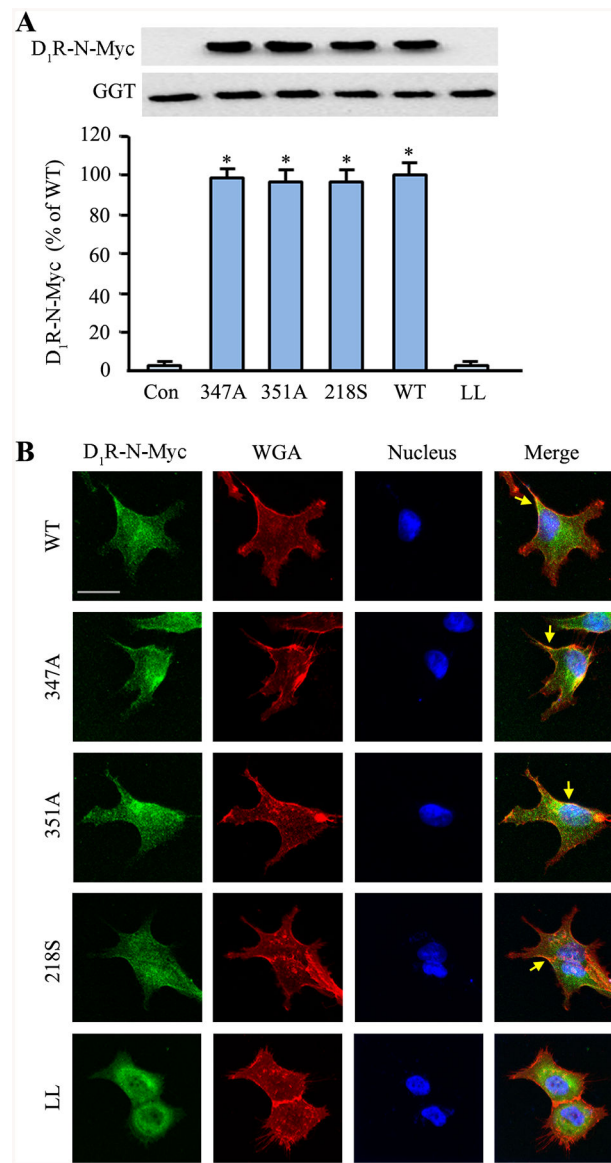 A
D₁R-N-Myc
GGT
D₁R-N-Myc (% of WT)
120
100
80
60
40
20
0
* * * *
Con 347A 351A 218S WT LL
B
D₁R-N-Myc WGA Nucleus Merge
WT
347A
351A
218S
LL